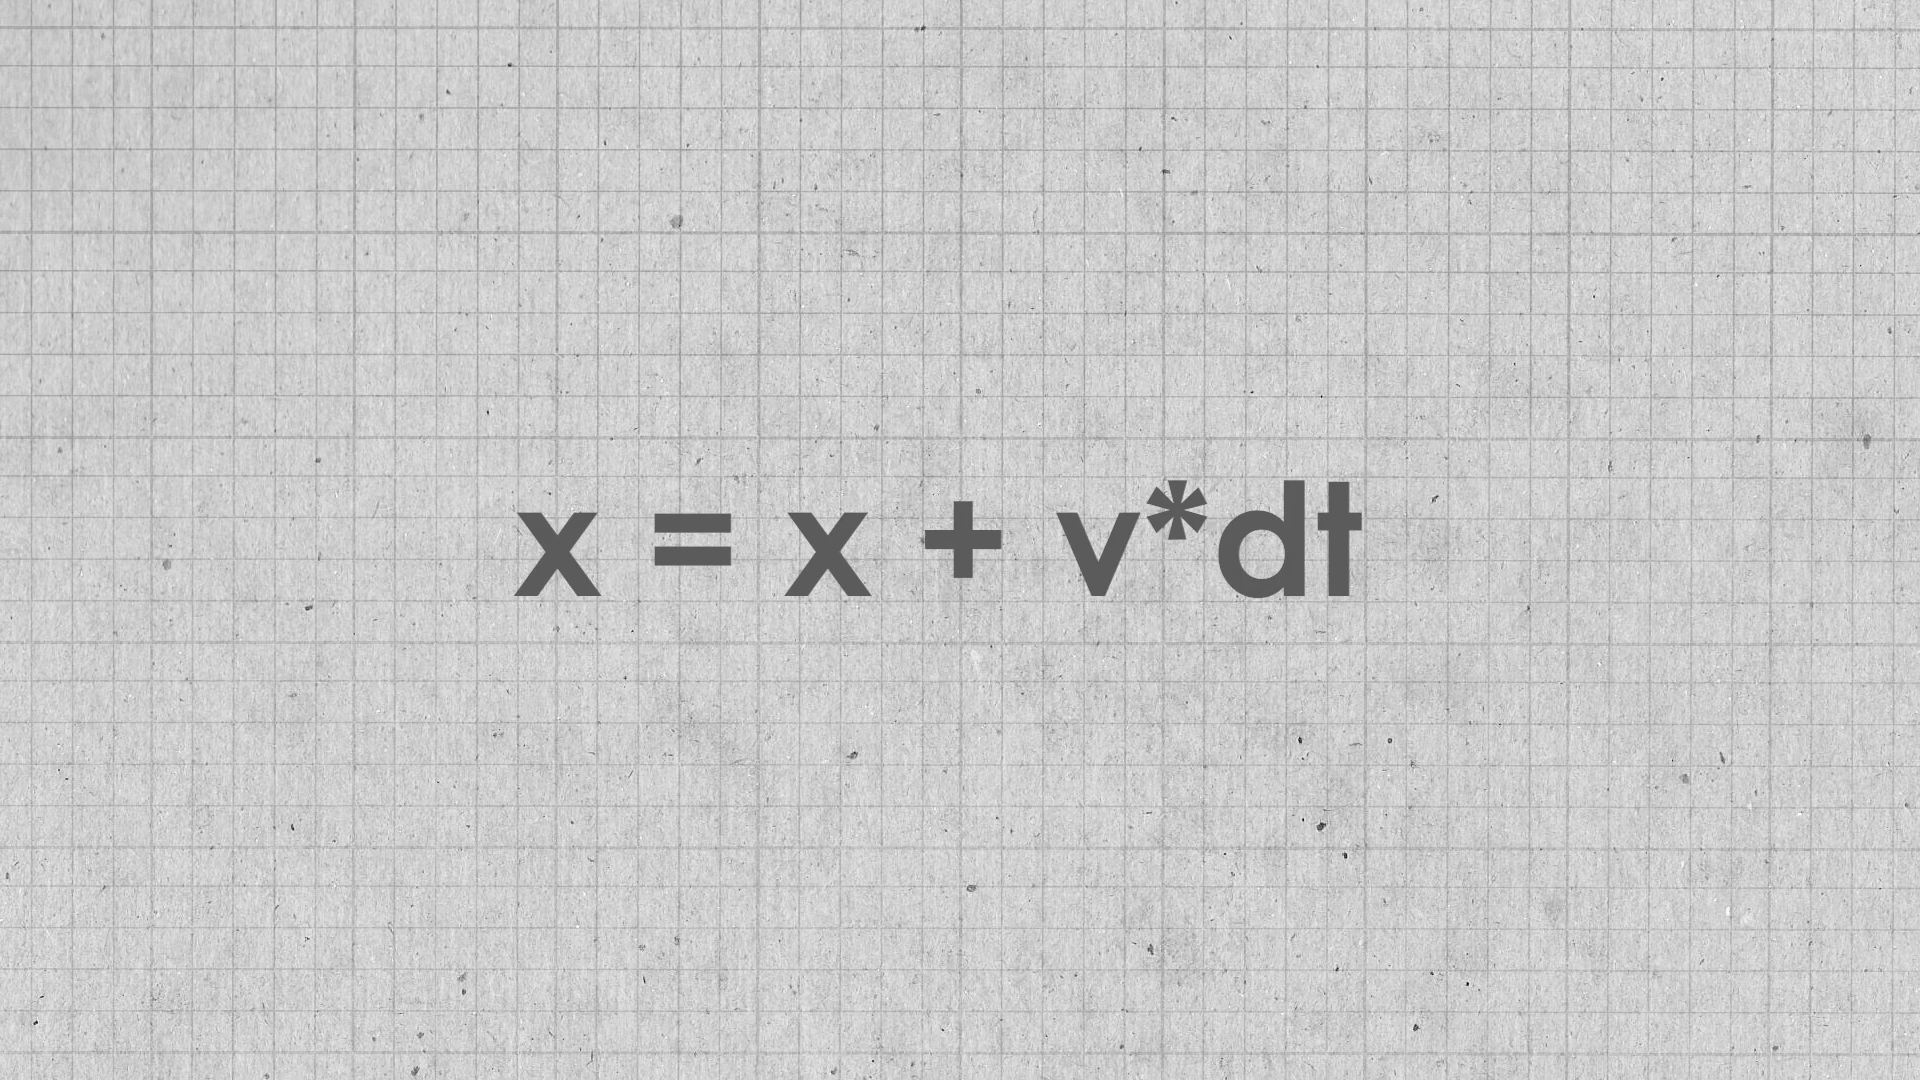 x = x + v*dt